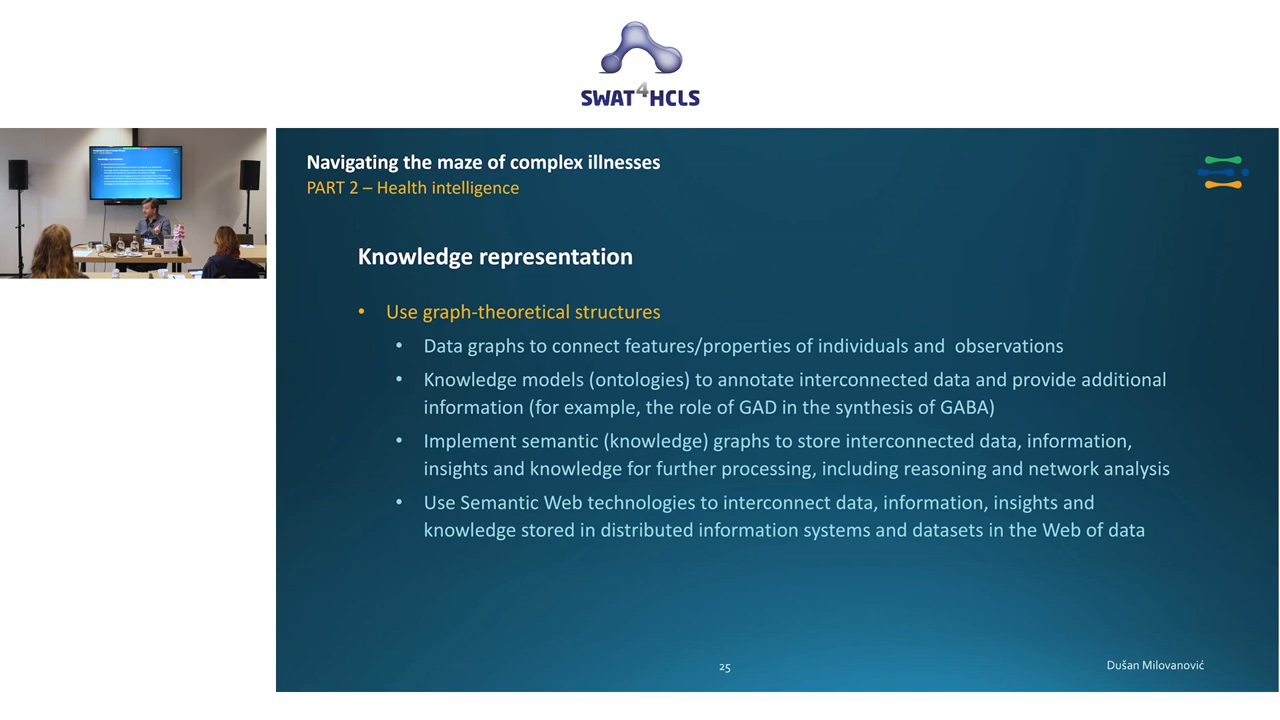 SWAT4HCLS
Navigating the maze of complex illnesses
PART 2 – Health intelligence
Knowledge representation
• Use graph-theoretical structures
• Data graphs to connect features/properties of individuals and observations
• Knowledge models (ontologies) to annotate interconnected data and provide additional
information (for example, the role of GAD in the synthesis of GABA)
• Implement semantic (knowledge) graphs to store interconnected data, information,
insights and knowledge for further processing, including reasoning and network analysis
• Use Semantic Web technologies to interconnect data, information, insights and
knowledge stored in distributed information systems and datasets in the Web of data
25
Dušan Milovanović